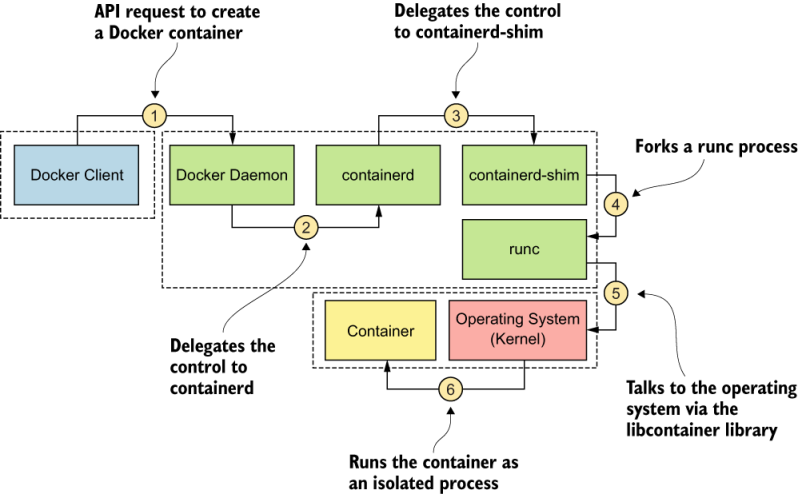 API request to create
a Docker container
Delegates the control
to containerd-shim
1
3
Forks a runc process
Docker Client
Docker Daemon
containerd
containerd-shim
4
2
runc
5
Delegates the
control to
containerd
Container
Operating System
(Kernel)
6
Talks to the operating
system via the
libcontainer library
Runs the container as
an isolated process